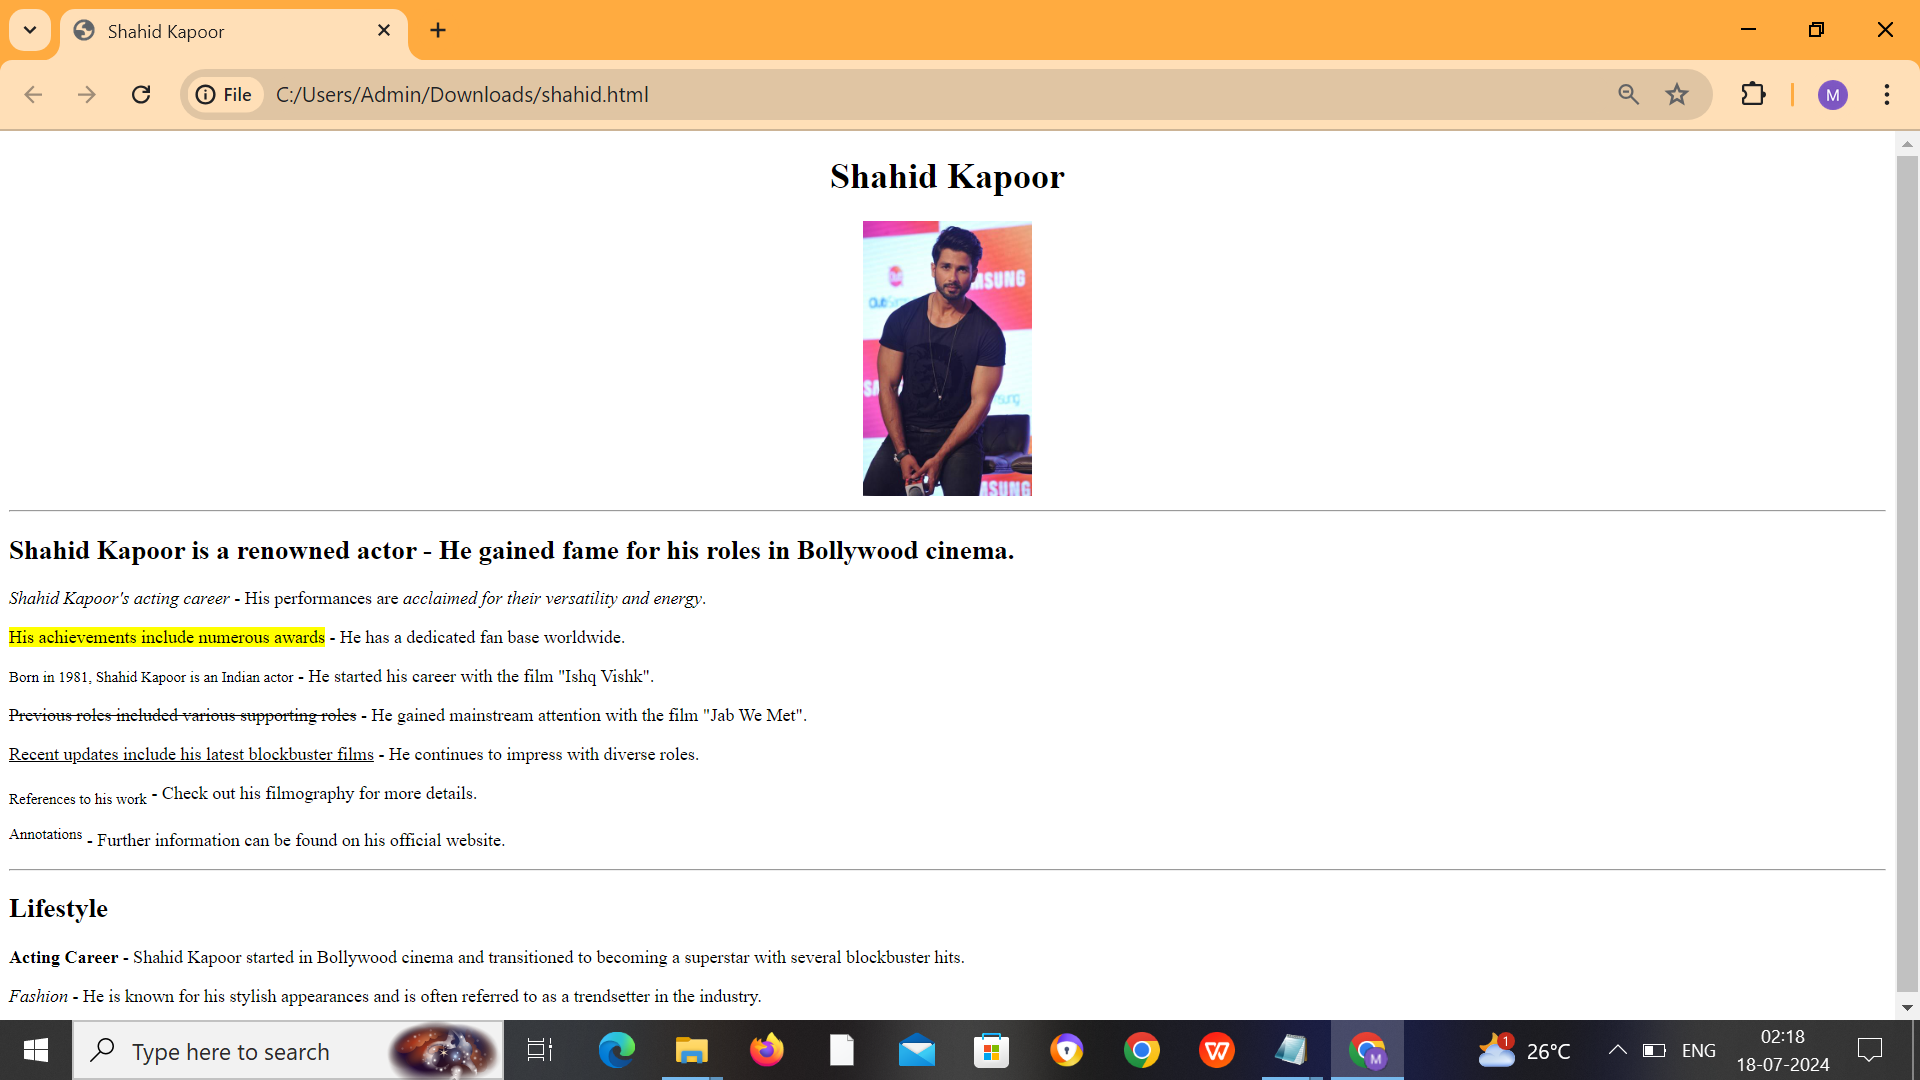 Shahid Kapoor
File
C:/Users/Admin/Downloads/shahid.html
M
Shahid Kapoor
SUNG
SUNG
Shahid Kapoor is a renowned actor - He gained fame for his roles in Bollywood cinema.
Shahid Kapoor's acting career - His performances are acclaimed for their versatility and energy.
His achievements include numerous awards - He has a dedicated fan base worldwide.
Born in 1981, Shahid Kapoor is an Indian actor - He started his career with the film "Ishq Vishk".
Previous roles included various supporting roles - He gained mainstream attention with the film "Jab We Met".
Recent updates include his latest blockbuster films - He continues to impress with diverse roles.
References to his work - Check out his filmography for more details.
Annotations - Further information can be found on his official website.
Lifestyle
Acting Career - Shahid Kapoor started in Bollywood cinema and transitioned to becoming a superstar with several blockbuster hits.
Fashion - He is known for his stylish appearances and is often referred to as a trendsetter in the industry.
Type here to search
W
M
1
26°C
ENG
02:18
18-07-2024